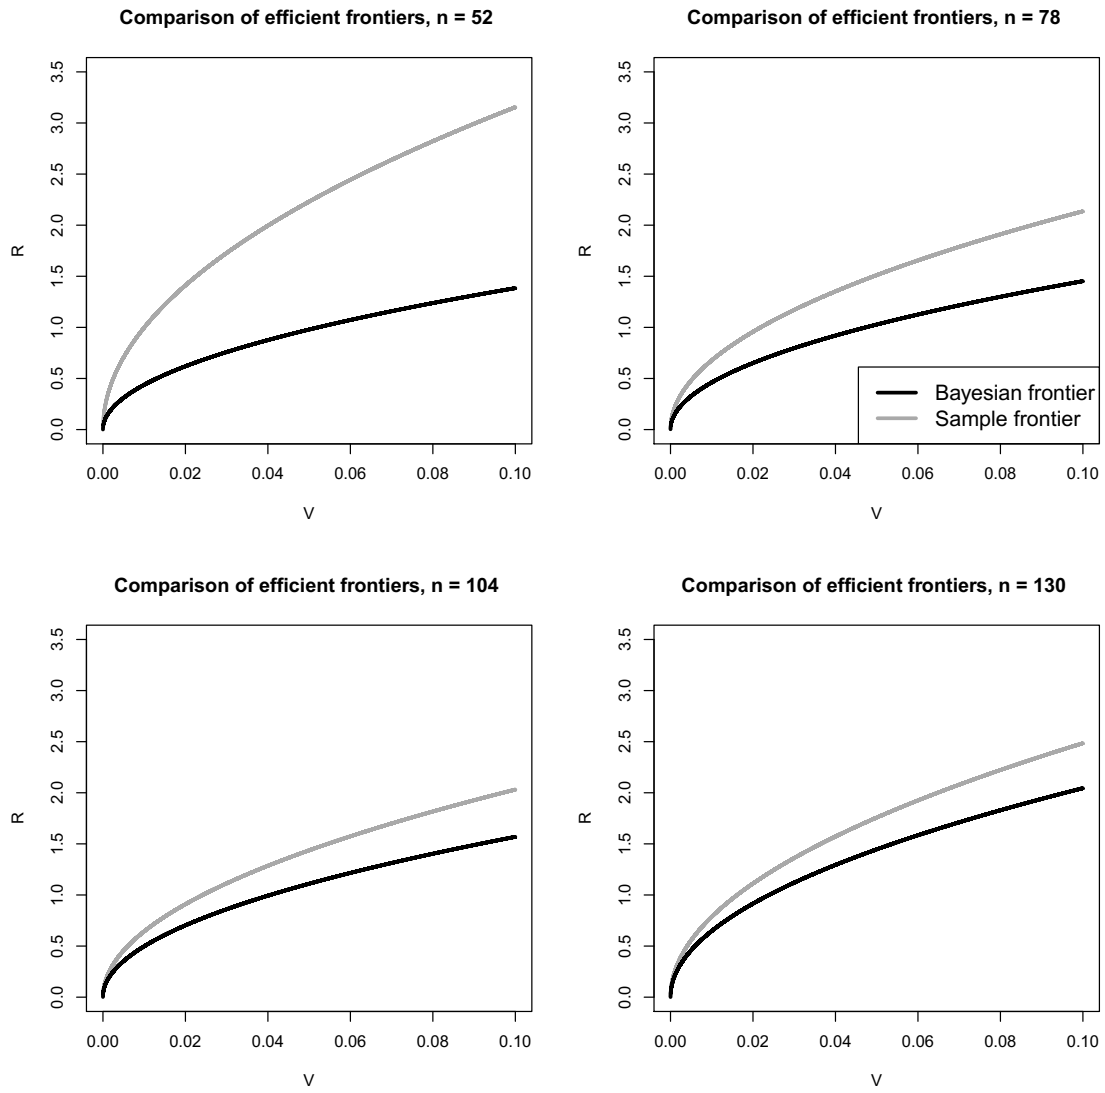 Comparison of efficient frontiers, n = 52
R
3.5
3.0
2.5
2.0
1.5
1.0
0.5
0.0
0.00 0.02 0.04 0.06 0.08 0.10
V
Comparison of efficient frontiers, n = 78
R
3.5
3.0
2.5
2.0
1.5
1.0
0.5
0.0
Bayesian frontier
Sample frontier
0.00 0.02 0.04 0.06 0.08 0.10
V
Comparison of efficient frontiers, n = 104
R
3.5
3.0
2.5
2.0
1.5
1.0
0.5
0.0
0.00 0.02 0.04 0.06 0.08 0.10
V
Comparison of efficient frontiers, n = 130
R
3.5
3.0
2.5
2.0
1.5
1.0
0.5
0.0
0.00 0.02 0.04 0.06 0.08 0.10
V